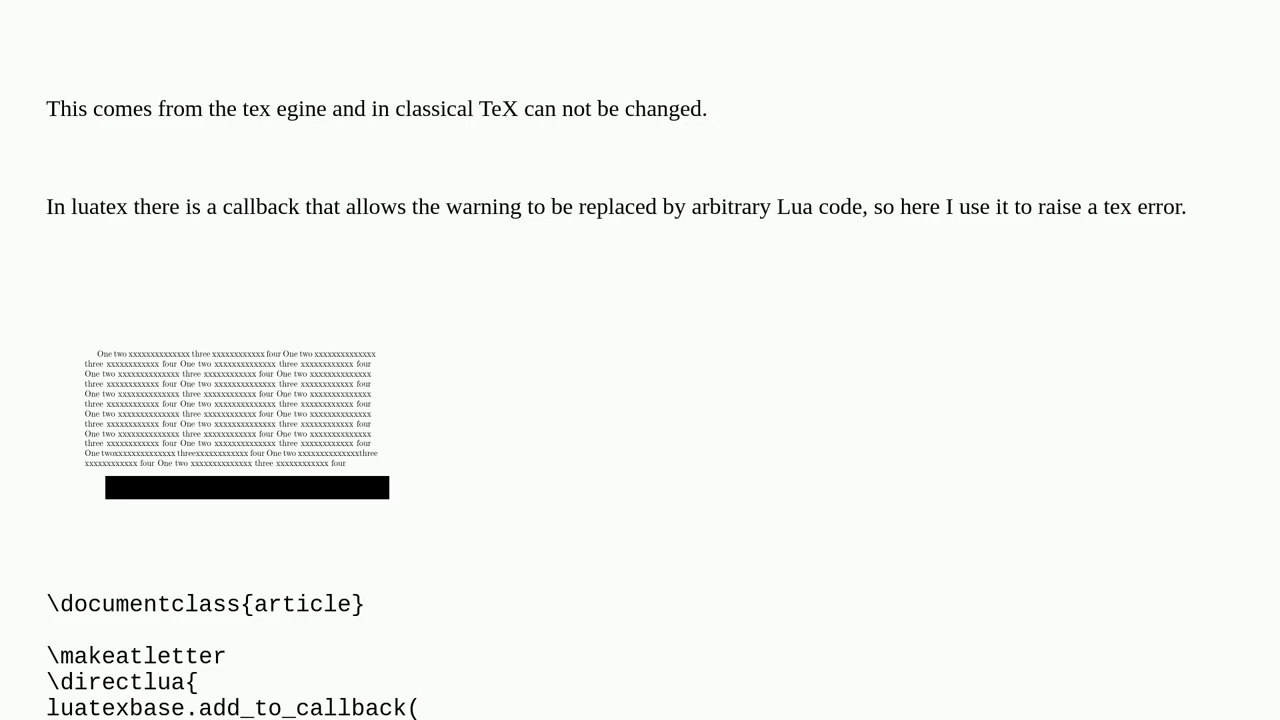 This comes from the tex egine and in classical TeX can not be changed.
In luatex there is a callback that allows the warning to be replaced by arbitrary Lua code, so here I use it to raise a tex error.
One two xxxxxxxxxxxxxx three xxxxxxxxxxxx four One two xxxxxxxxxxxxxx
three xxxxxxxxxxxx four One two xxxxxxxxxxxxxx three xxxxxxxxxxxx four
One two xxxxxxxxxxxxxx three xxxxxxxxxxxx four One two xxxxxxxxxxxxxx
three xxxxxxxxxxxx four One two xxxxxxxxxxxxxx three xxxxxxxxxxxx four
One two xxxxxxxxxxxxxx three xxxxxxxxxxxx four One two xxxxxxxxxxxxxx
three xxxxxxxxxxxx four One two xxxxxxxxxxxxxx three xxxxxxxxxxxx four
One two xxxxxxxxxxxxxx three xxxxxxxxxxxx four One two xxxxxxxxxxxxxx
three xxxxxxxxxxxx four One two xxxxxxxxxxxxxx three xxxxxxxxxxxx four
One two xxxxxxxxxxxxxx three xxxxxxxxxxxx four One two xxxxxxxxxxxxxx
three xxxxxxxxxxxx four One two xxxxxxxxxxxxxx three xxxxxxxxxxxx four
One twoxxxxxxxxxxxxxx threexxxxxxxxxxxx four One two xxxxxxxxxxxxxxthree
xxxxxxxxxxxx four One two xxxxxxxxxxxxxx three xxxxxxxxxxxx four
\documentclass{article}
\makeatletter
\directlua{
luatexbase.add_to_callback(